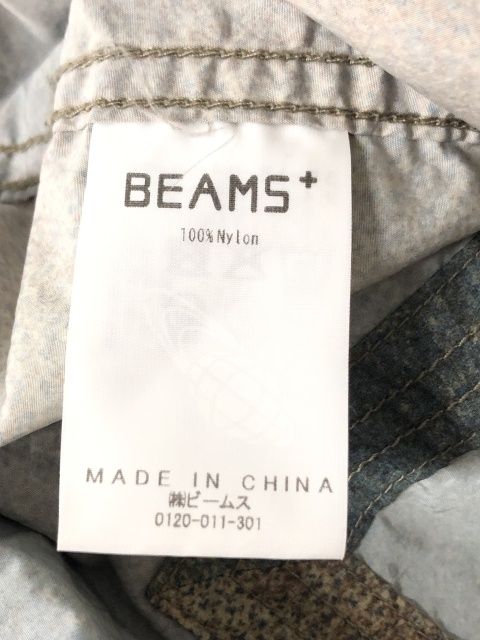 BEAMS+
100%Nylon
MADE IN CHINA
㈱ビームス
0120-011-301